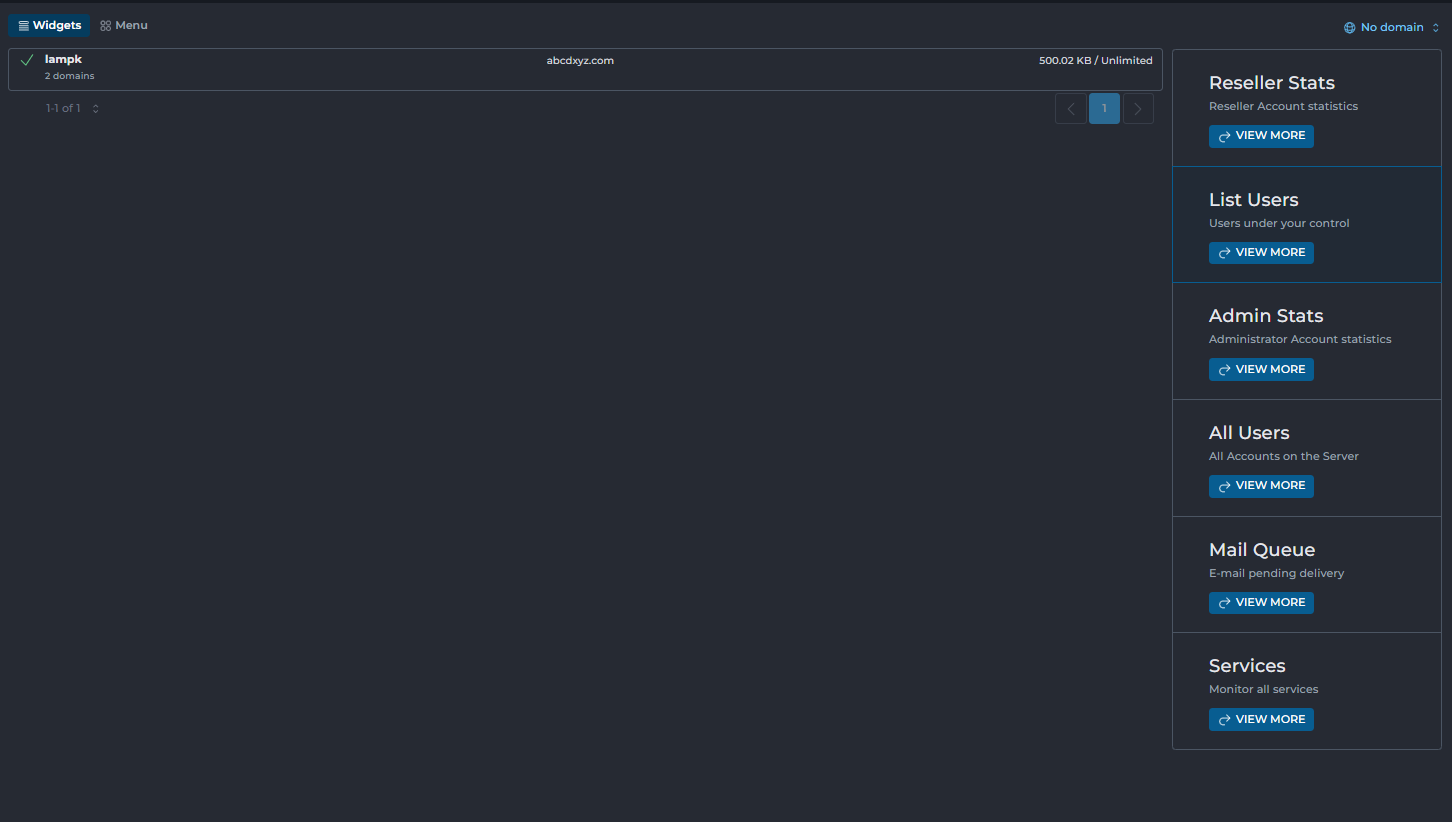 Widgets
Menu
No domain
lampk
abcdxyz.com
500.02 KB / Unlimited
2 domains
1-1 of 1
1
Reseller Stats
Reseller Account statistics
VIEW MORE
List Users
Users under your control
VIEW MORE
Admin Stats
Administrator Account statistics
VIEW MORE
All Users
All Accounts on the Server
VIEW MORE
Mail Queue
E-mail pending delivery
VIEW MORE
Services
Monitor all services
VIEW MORE